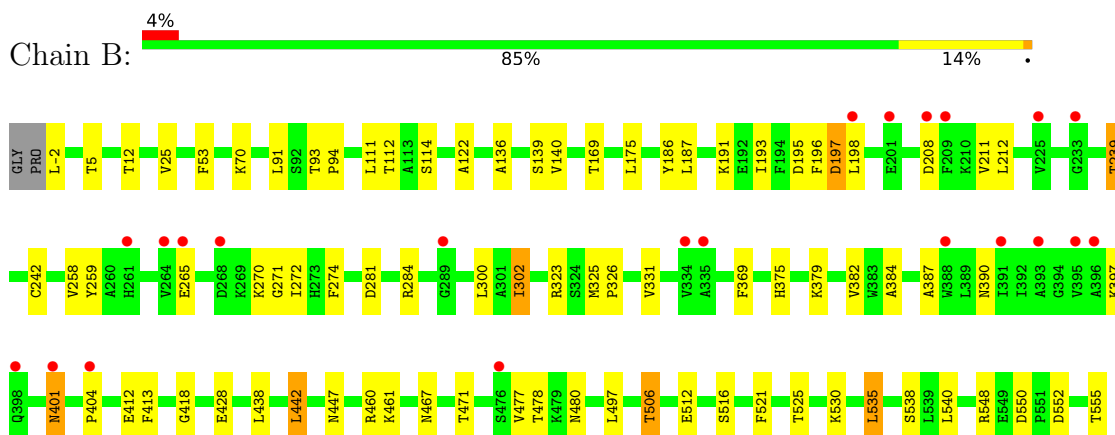 4%
Chain B:
85% 14% •
GLY PRO L-2 T5 T12 V25 F53 K70 L91 S92 T93 P94 L111 T112 A113 S114 A122 A136 S139 V140 T169 L175 Y186 L187 K191 E192 I193 F194 D195 F196 D197 L198 E201 D208 F209 K210 V211 L212 V225 G233 T239
C242 V258 Y259 A260 H261 V264 E265 D268 K269 K270 G271 I272 H273 F274 D281 R284 G289 L300 A301 I302 R323 S324 M325 P326 V331 V334 A335 F369 H375 K379 V382 W383 A384 A387 W388 L389 N390 I391 I392 A393 G394 V395 A396 K397
Q398 N401 P404 E412 F413 G418 E428 L438 L442 N447 R460 K461 N467 T471 S476 V477 T478 K479 N480 L497 T506 E512 S516 F521 T525 K530 L535 S538 L539 L540 R548 E549 D550 P551 D552 T555